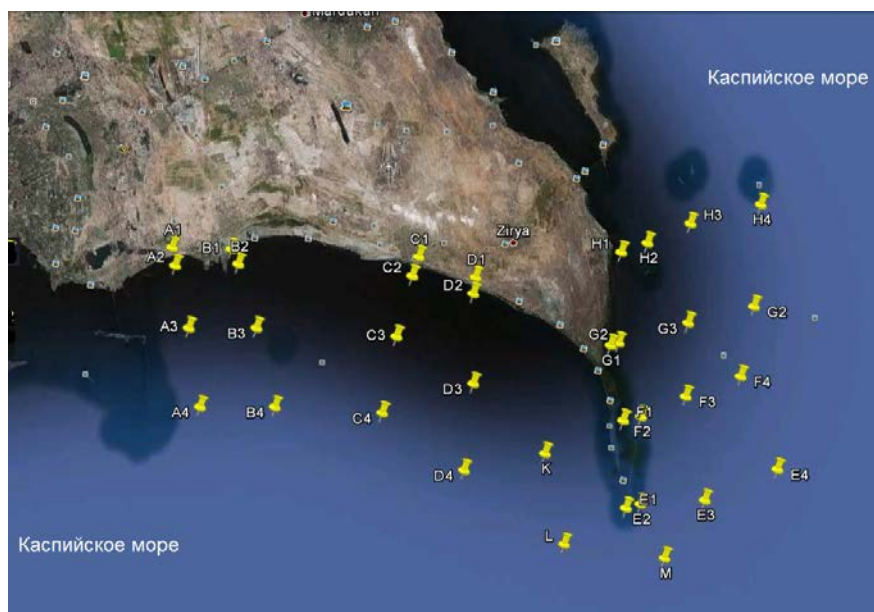 Mardakan
Каспийское море
H4
H3
A1
B1
B2
C1
Zirya
H1
H2
A2
C2
D1
D2
G2
A3
B3
C3
G2
G3
G1
D3
F4
A4
B4
C4
F1
F3
F2
D4
K
E4
E1
E3
E2
Каспийское море
L
M